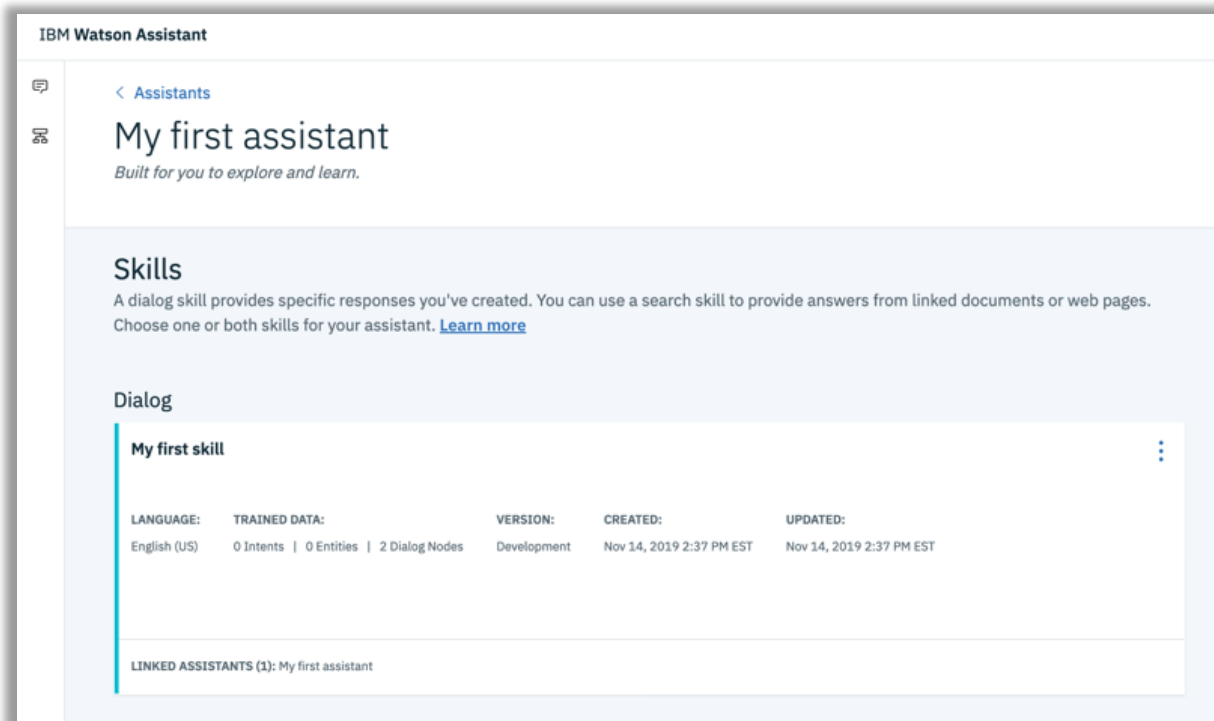 IBM Watson Assistant
< Assistants
My first assistant
Built for you to explore and learn.
Skills
A dialog skill provides specific responses you've created. You can use a search skill to provide answers from linked documents or web pages.
Choose one or both skills for your assistant. Learn more
Dialog
My first skill
LANGUAGE: TRAINED DATA: VERSION: CREATED: UPDATED:
English (US) 0 Intents | 0 Entities | 2 Dialog Nodes Development Nov 14, 2019 2:37 PM EST Nov 14, 2019 2:37 PM EST
LINKED ASSISTANTS (1): My first assistant